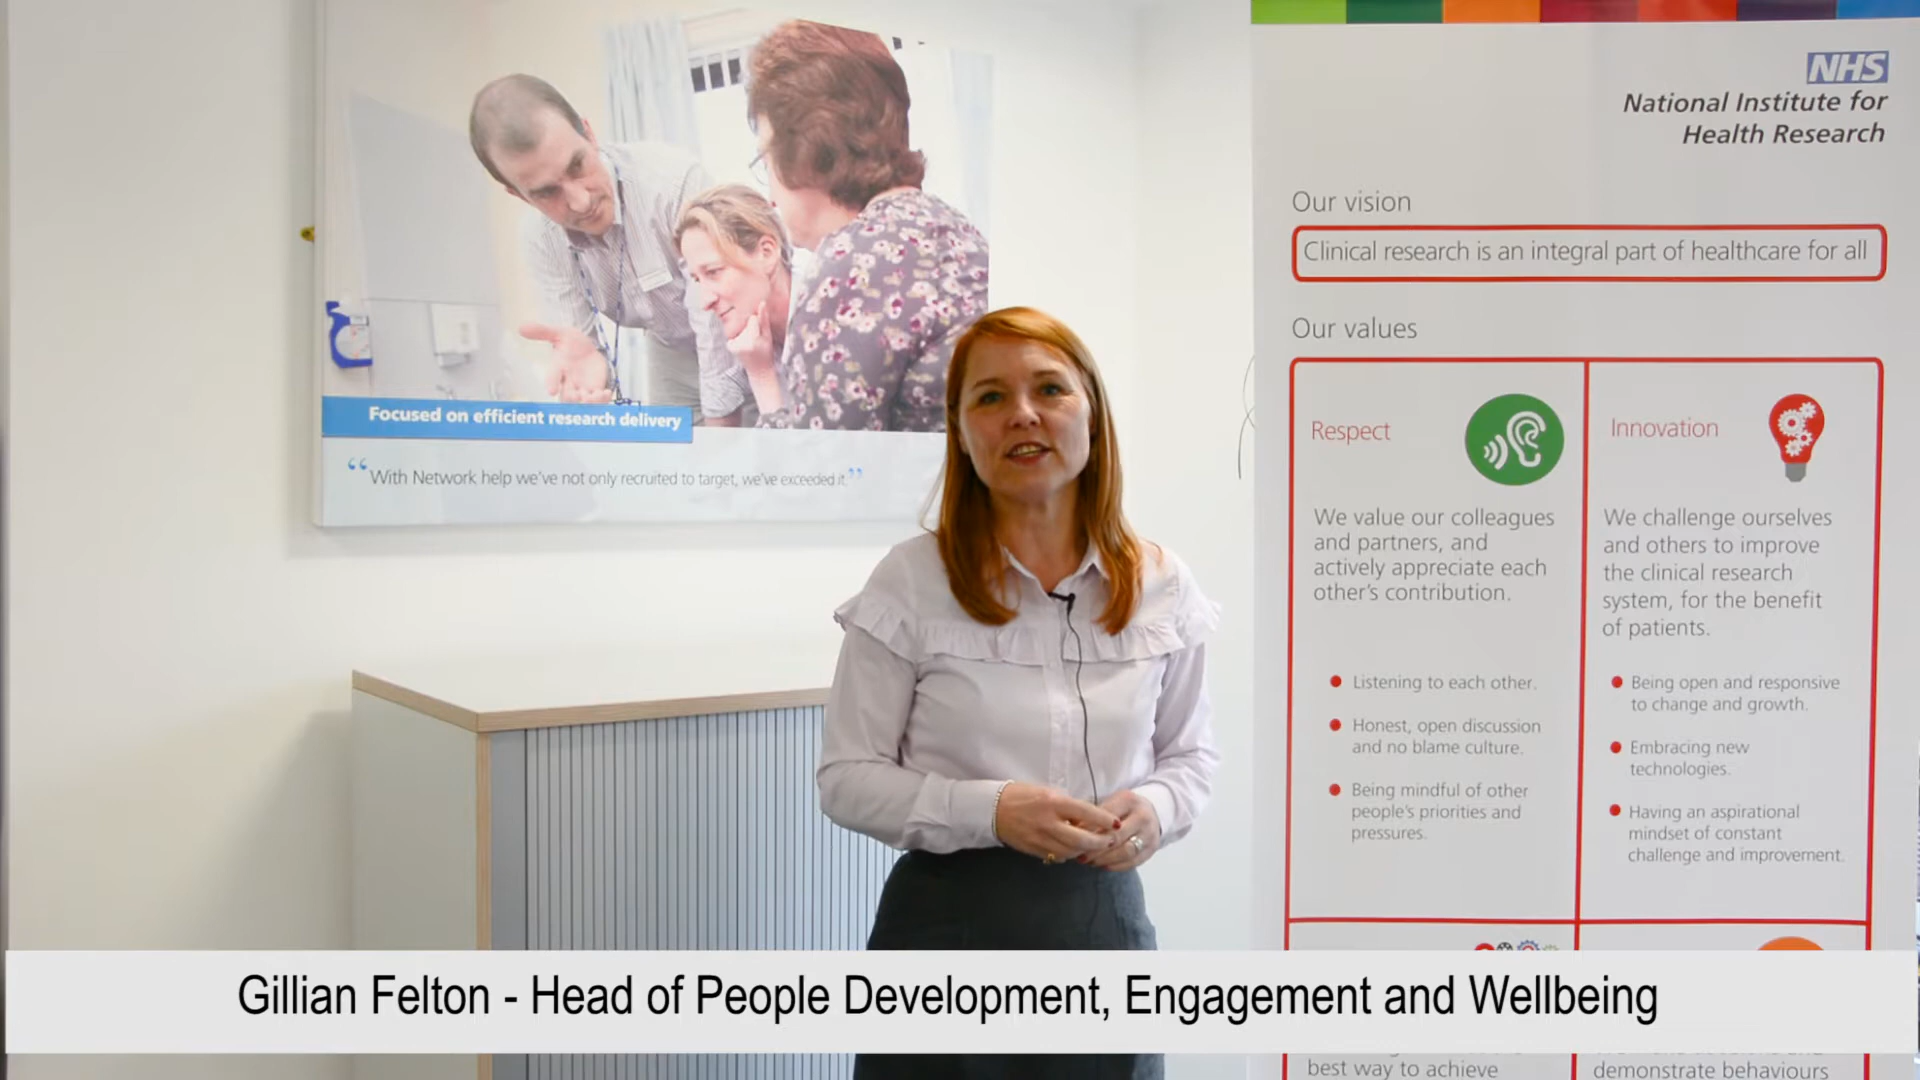 NHS
National Institute for
Health Research
Our vision
Clinical research is an integral part of healthcare for all
Our values
Respect
We value our colleagues
and partners, and
actively appreciate each
other's contribution.
Listening to each other.
Honest, open discussion
and no blame culture.
Being mindful of other
people's priorities and
pressures.
Innovation
We challenge ourselves
and others to improve
the clinical research
system, for the benefit
of patients.
Being open and responsive
to change and growth.
Embracing new
technologies.
Having an aspirational
mindset of constant
challenge and improvement.
Focused on efficient research delivery
“With Network help we've not only recruited to target, we've exceeded it.”
Gillian Felton - Head of People Development, Engagement and Wellbeing
best way to achieve
demonstrate behaviours